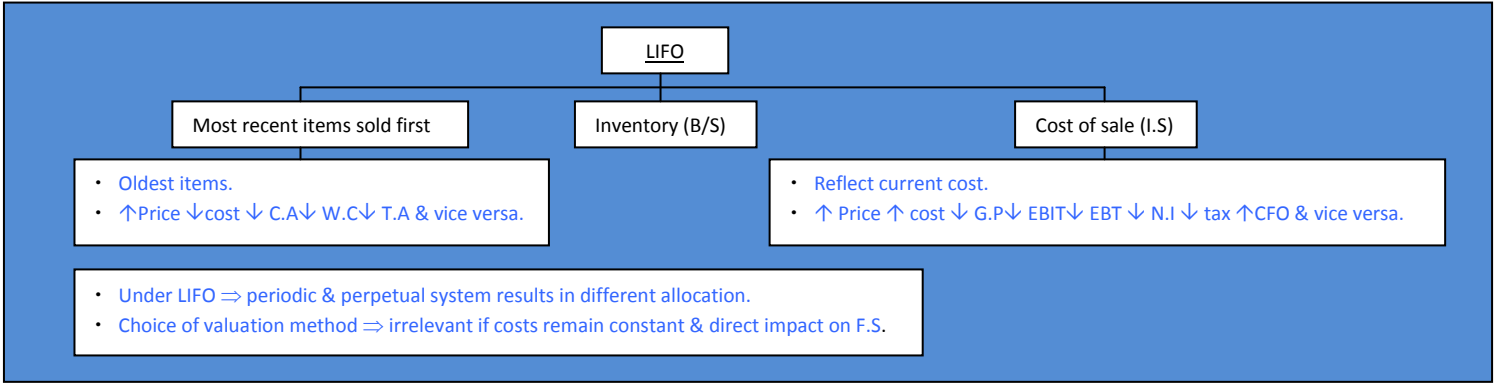 LIFO
Most recent items sold first
Inventory (B/S)
Cost of sale (I.S)
• Oldest items.
• ↑Price ↓cost ↓ C.A↓ W.C↓ T.A & vice versa.
• Reflect current cost.
• ↑ Price ↑ cost ↓ G.P↓ EBIT↓ EBT ↓ N.I ↓ tax ↑CFO & vice versa.
• Under LIFO ⇒ periodic & perpetual system results in different allocation.
• Choice of valuation method ⇒ irrelevant if costs remain constant & direct impact on F.S.